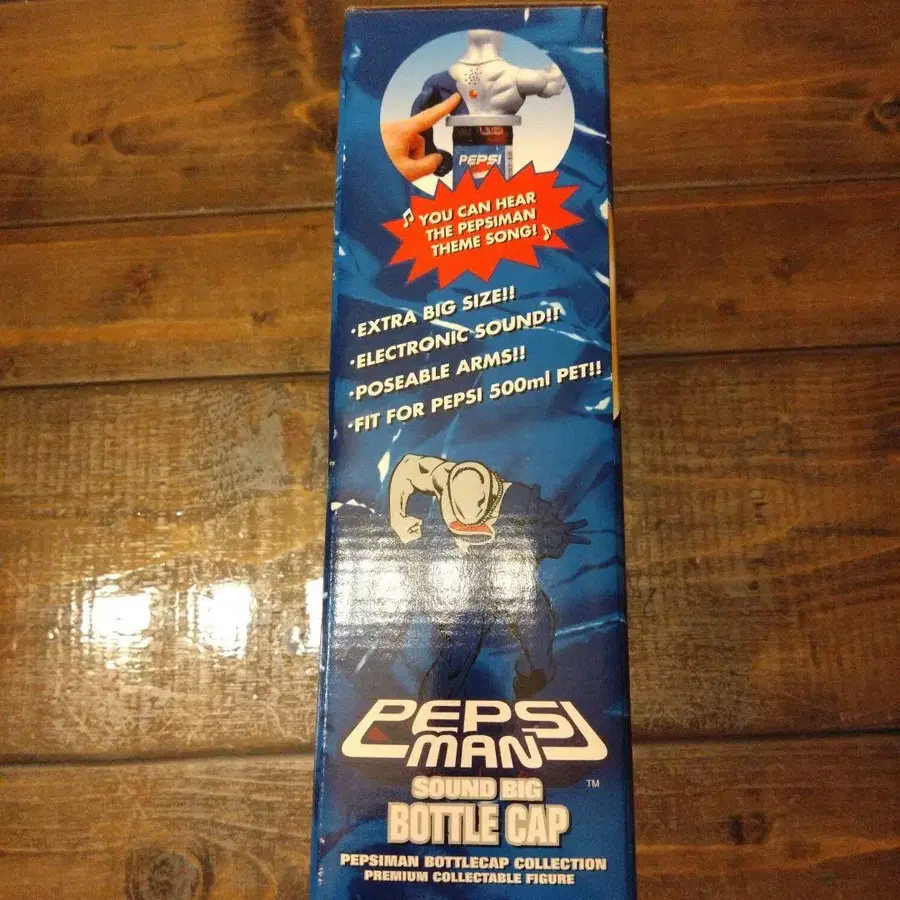 PEPSI
YOU CAN HEAR
THE PEPSIMAN
THEME SONG!
·EXTRA BIG SIZE!!
·ELECTRONIC SOUND!!
·POSEABLE ARMS!!
·FIT FOR PEPSI 500ml PET!!
PEPSI
MAN
TM
SOUND BIG
BOTTLE CAP
PEPSIMAN BOTTLECAP COLLECTION
PREMIUM COLLECTABLE FIGURE